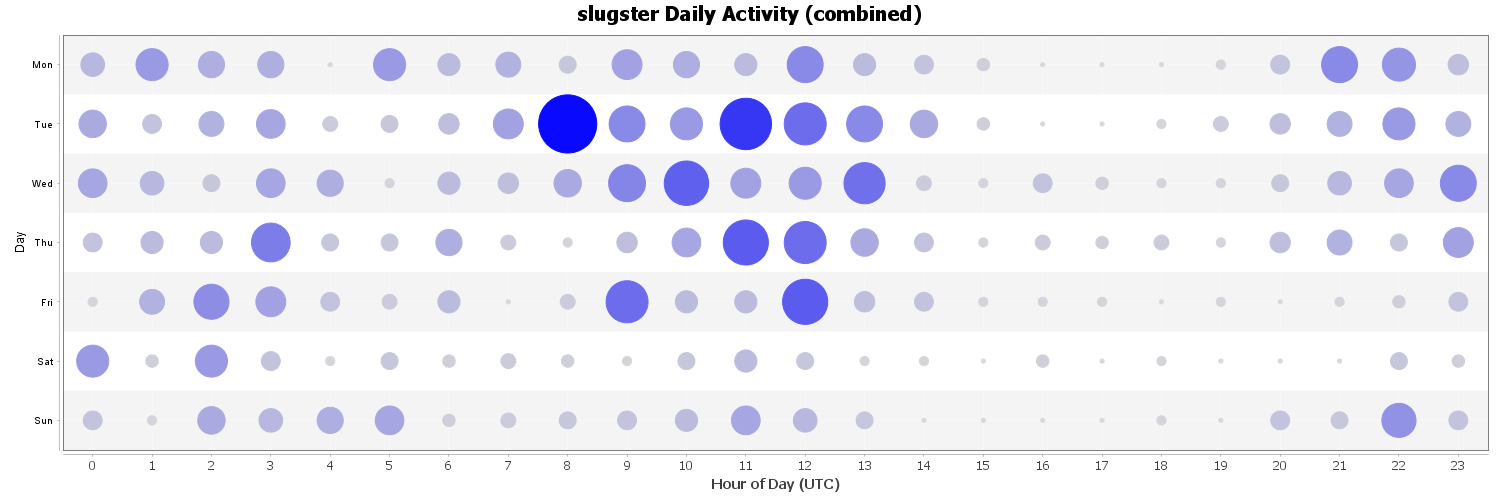 slugster Daily Activity (combined)
Day
Mon
Tue
Wed
Thu
Fri
Sat
Sun
0 1 2 3 4 5 6 7 8 9 10 11 12 13 14 15 16 17 18 19 20 21 22 23
Hour of Day (UTC)